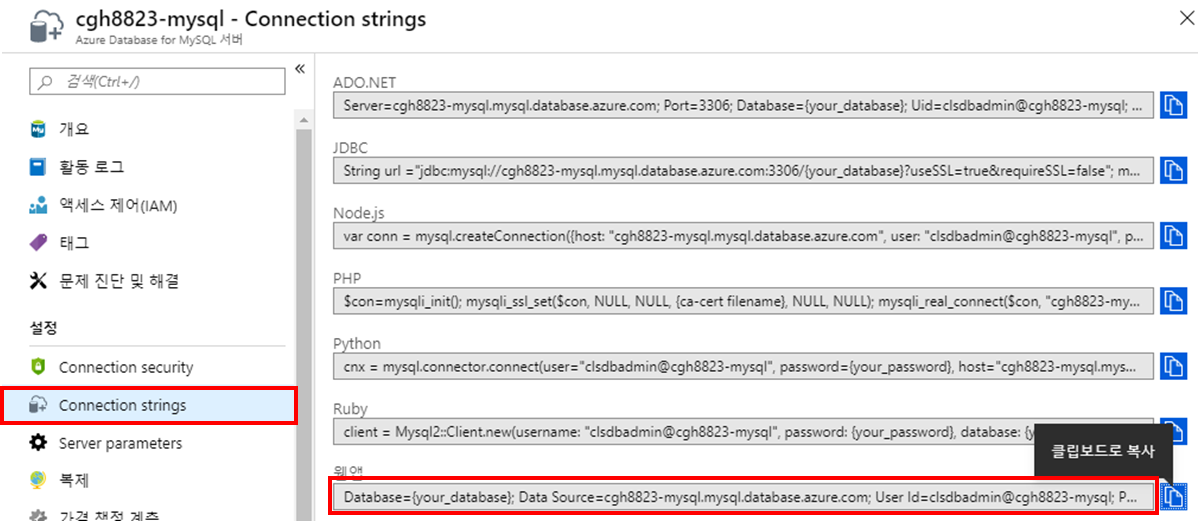 cgh8823-mysql - Connection strings
Azure Database for MySQL 서버
검색(Ctrl+/)
개요
활동 로그
액세스 제어(IAM)
태그
문제 진단 및 해결
설정
Connection security
Connection strings
Server parameters
복제
가격 책정 계층
ADO.NET
Server=cgh8823-mysql.mysql.database.azure.com; Port=3306; Database={your_database}; Uid=clsdbadmin@cgh8823-mysql; ...
JDBC
String url ="jdbc:mysql://cgh8823-mysql.mysql.database.azure.com:3306/{your_database}?useSSL=true&requireSSL=false"; m...
Node.js
var conn = mysql.createConnection({host: "cgh8823-mysql.mysql.database.azure.com", user: "clsdbadmin@cgh8823-mysql", p...
PHP
$con=mysqli_init(); mysqli_ssl_set($con, NULL, NULL, {ca-cert filename}, NULL, NULL); mysqli_real_connect($con, "cgh8823-my...
Python
cnx = mysql.connector.connect(user="clsdbadmin@cgh8823-mysql", password={your_password}, host="cgh8823-mysql.mys...
Ruby
client = Mysql2::Client.new(username: "clsdbadmin@cgh8823-mysql", password: {your_password}, database: {y
클립보드로 복사
웹앱
Database={your_database}; Data Source=cgh8823-mysql.mysql.database.azure.com; User Id=clsdbadmin@cgh8823-mysql; P...